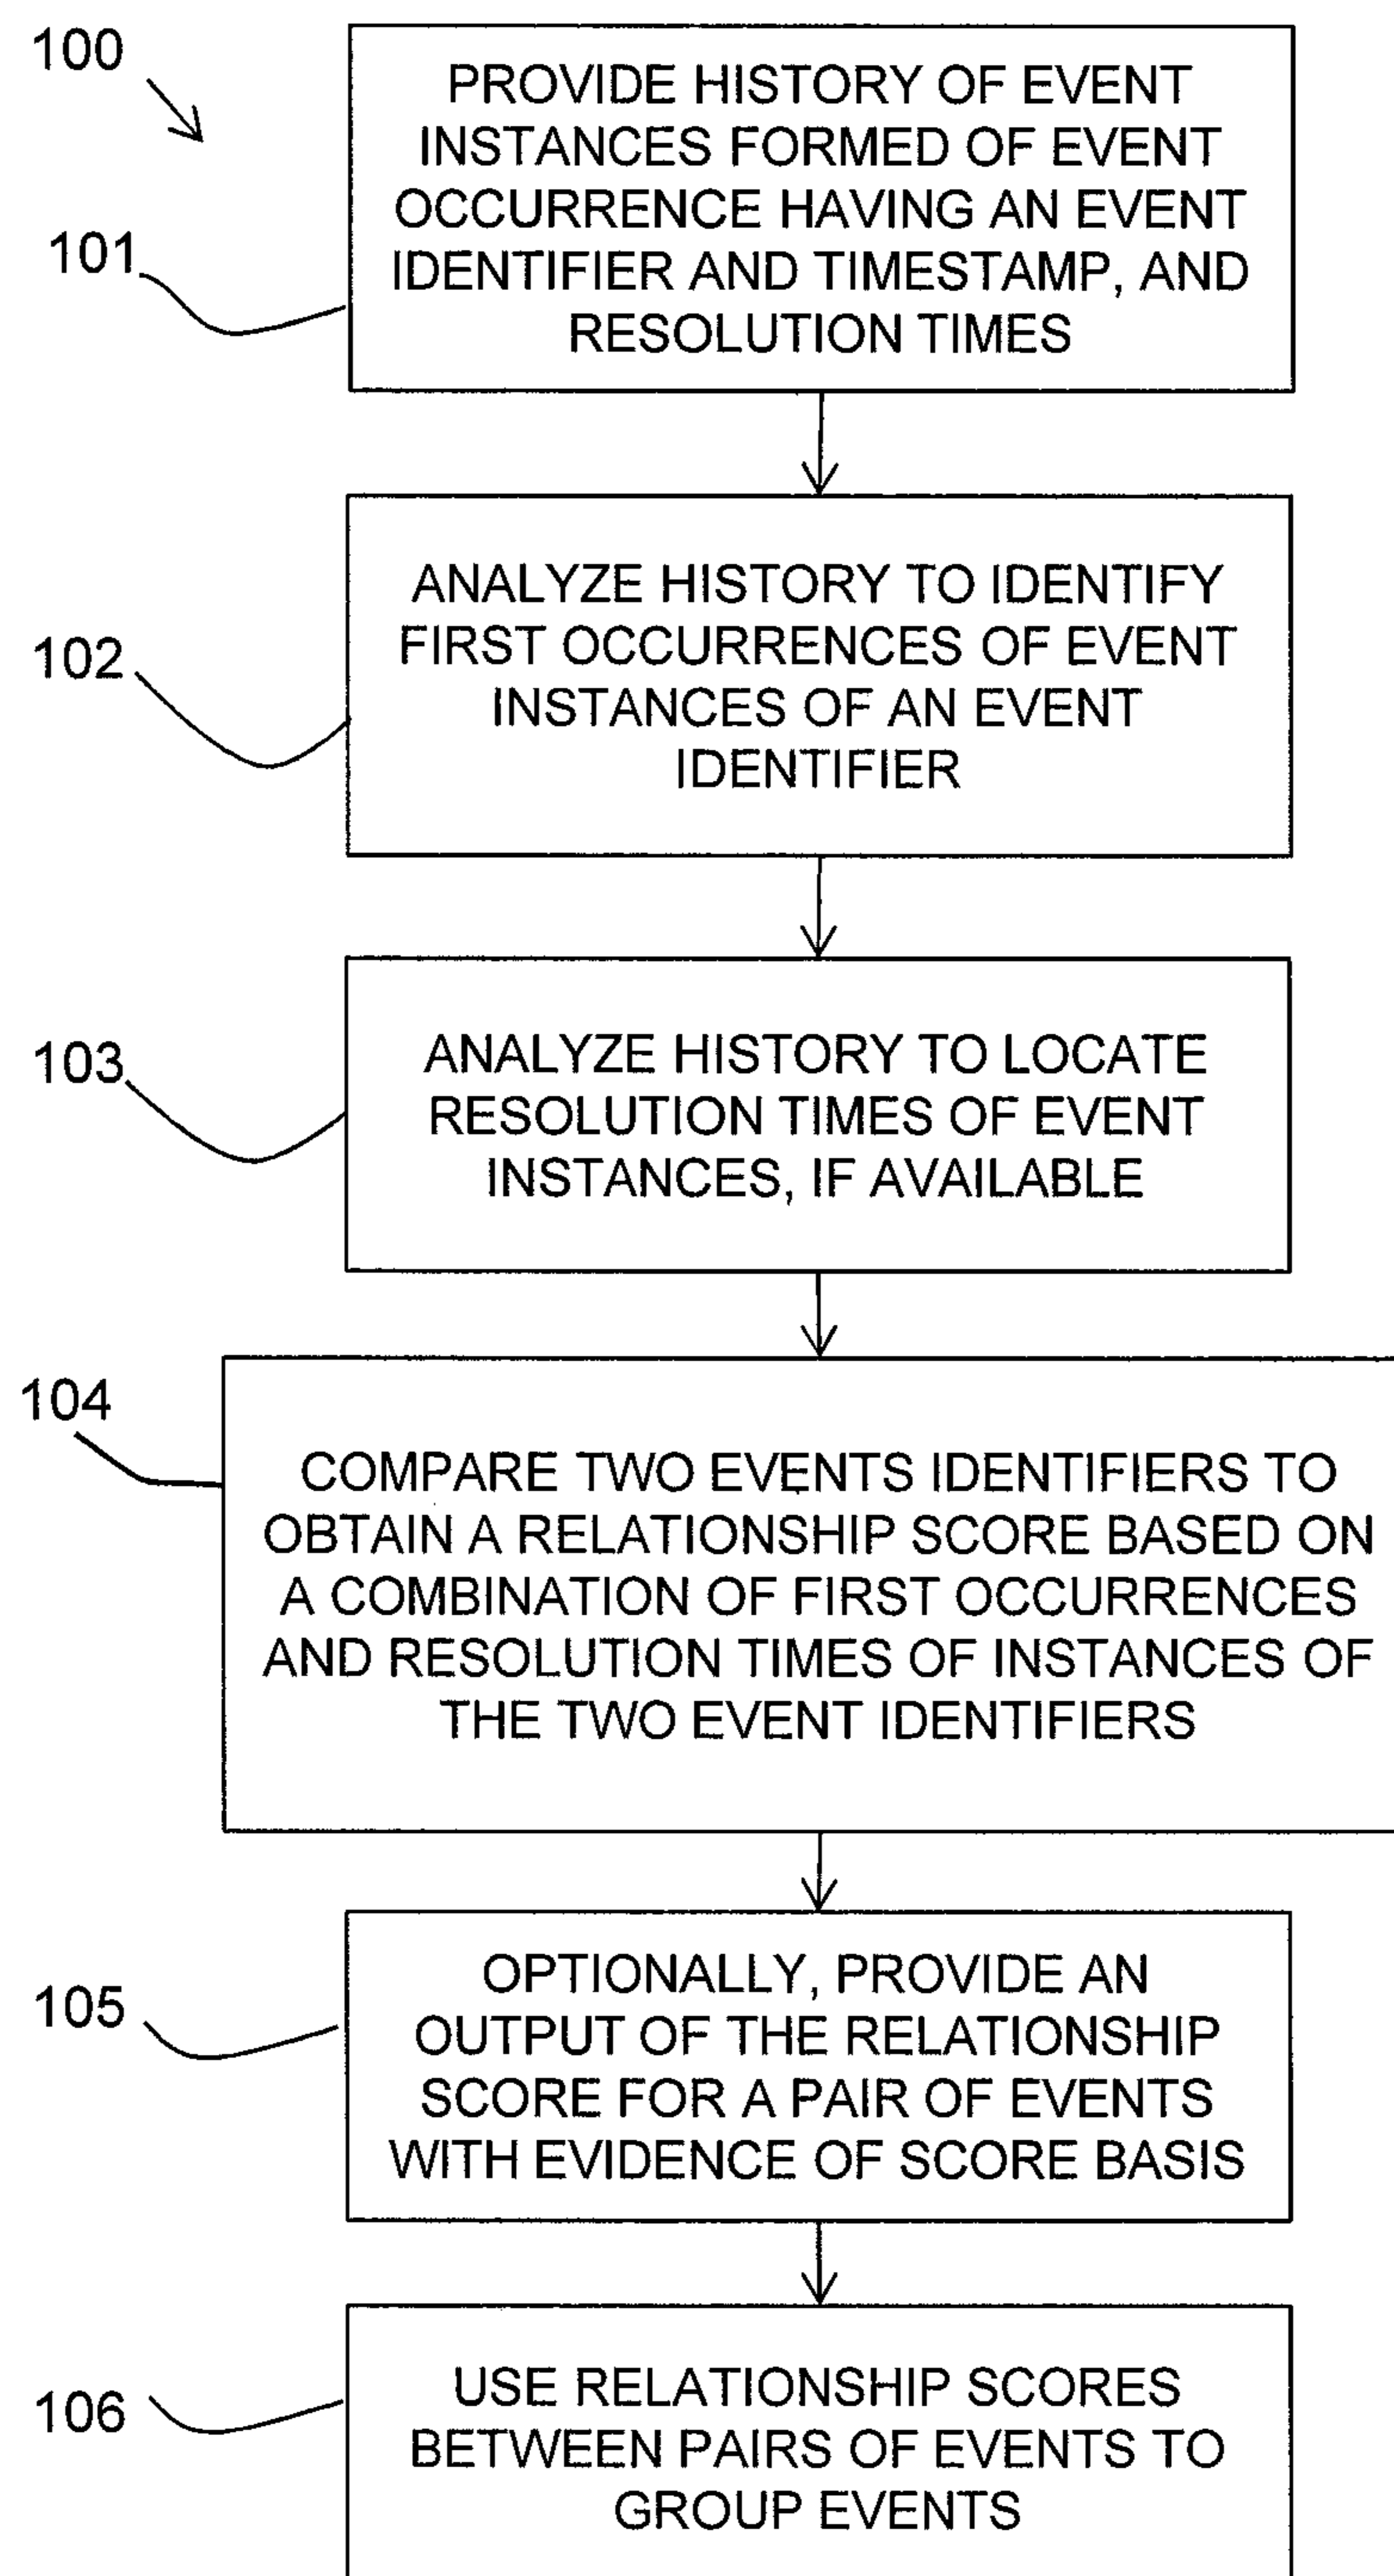 100
PROVIDE HISTORY OF EVENT
INSTANCES FORMED OF EVENT
OCCURRENCE HAVING AN EVENT
IDENTIFIER AND TIMESTAMP, AND
RESOLUTION TIMES
101
ANALYZE HISTORY TO IDENTIFY
FIRST OCCURRENCES OF EVENT
INSTANCES OF AN EVENT
IDENTIFIER
102
ANALYZE HISTORY TO LOCATE
RESOLUTION TIMES OF EVENT
INSTANCES, IF AVAILABLE
103
104
COMPARE TWO EVENTS IDENTIFIERS TO
OBTAIN A RELATIONSHIP SCORE BASED ON
A COMBINATION OF FIRST OCCURRENCES
AND RESOLUTION TIMES OF INSTANCES OF
THE TWO EVENT IDENTIFIERS
105
OPTIONALLY, PROVIDE AN
OUTPUT OF THE RELATIONSHIP
SCORE FOR A PAIR OF EVENTS
WITH EVIDENCE OF SCORE BASIS
106
USE RELATIONSHIP SCORES
BETWEEN PAIRS OF EVENTS TO
GROUP EVENTS